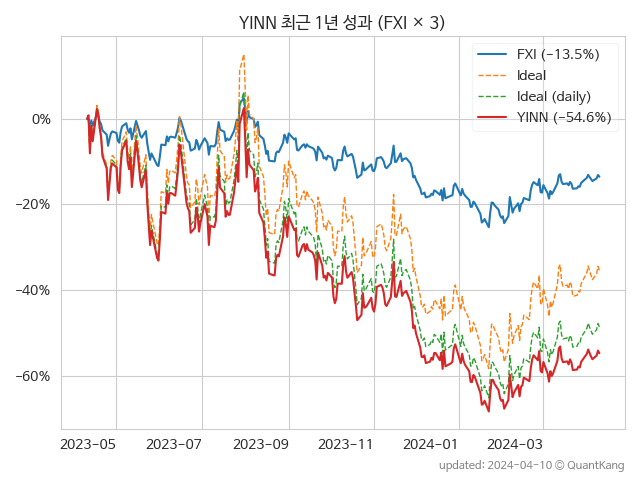 YINN 최근 1년 성과 (FXI × 3)
FXI (−13.5%)
Ideal
Ideal (daily)
YINN (−54.6%)
0%
−20%
−40%
−60%
2023-05 2023-07 2023-09 2023-11 2024-01 2024-03
updated: 2024-04-10 © QuantKang